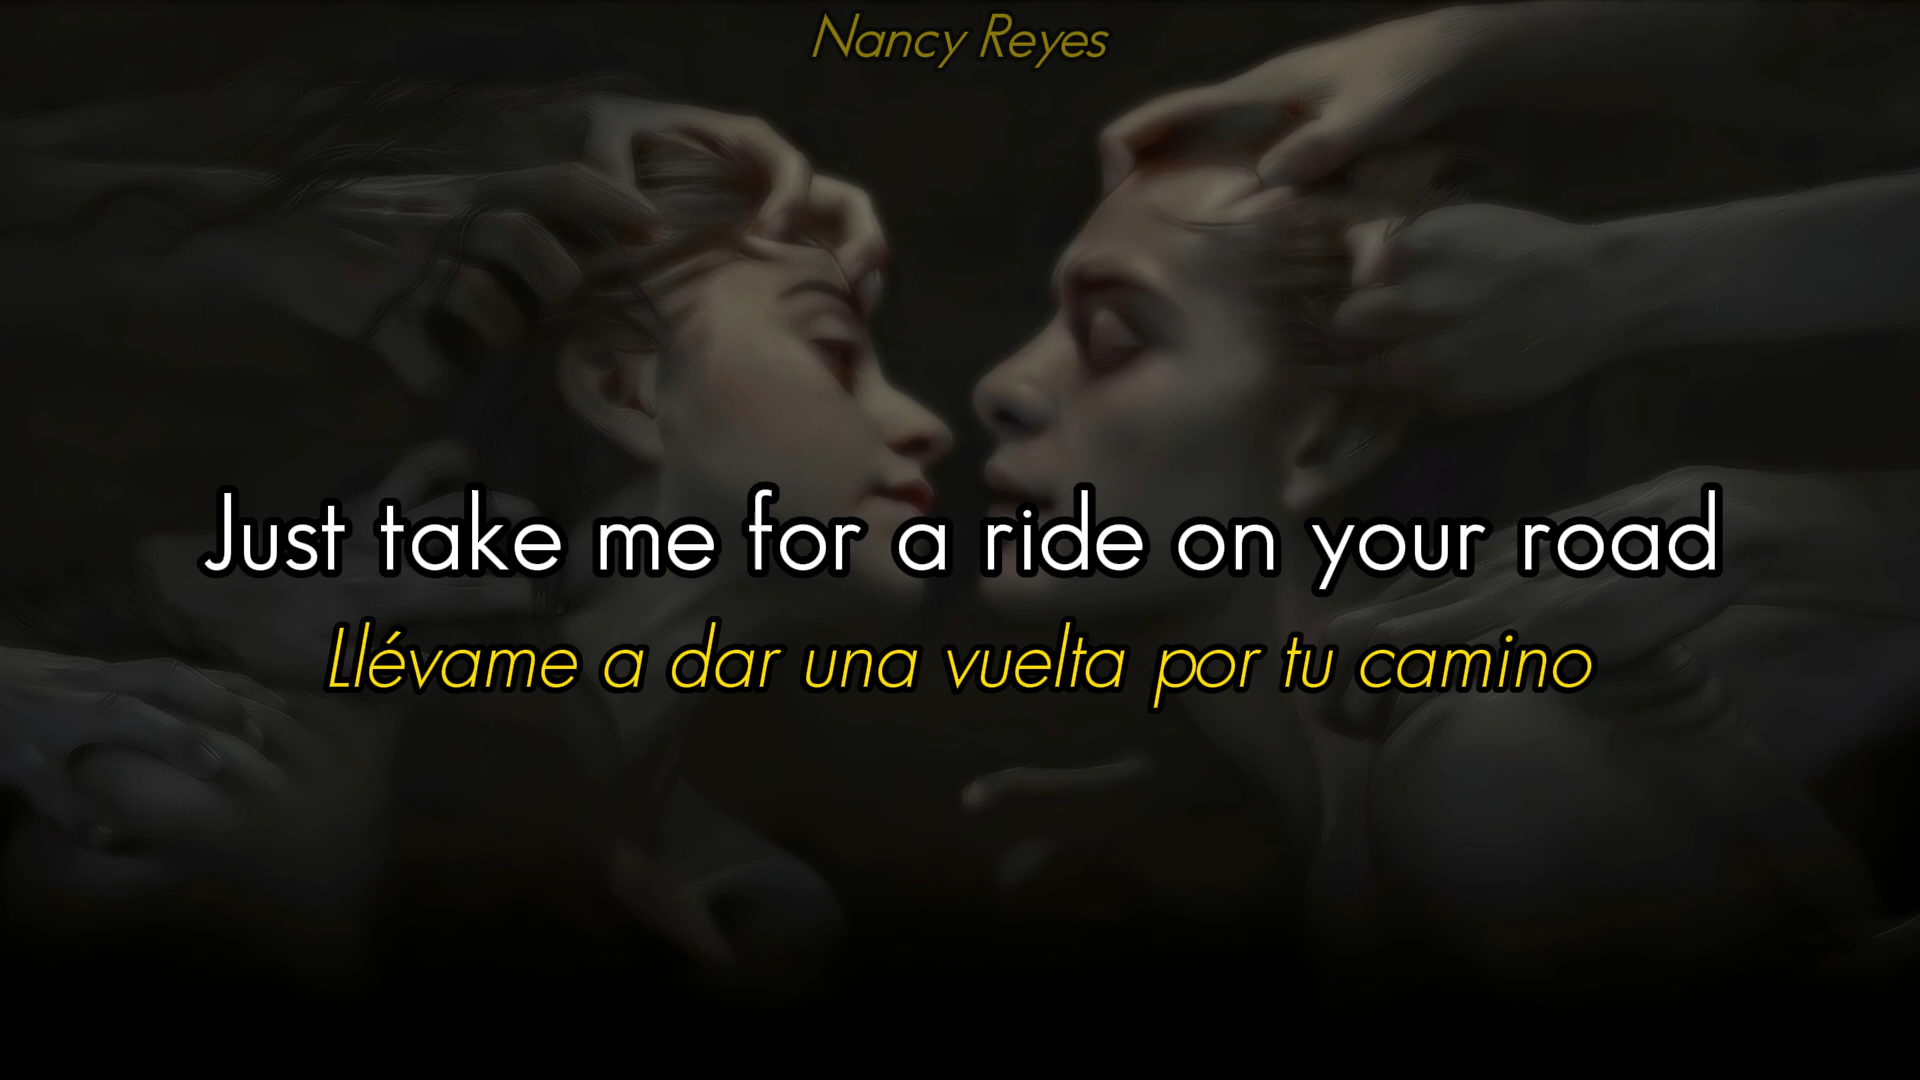 Nancy Reyes
Just take me for a ride on your road
Llévame a dar una vuelta por tu camino